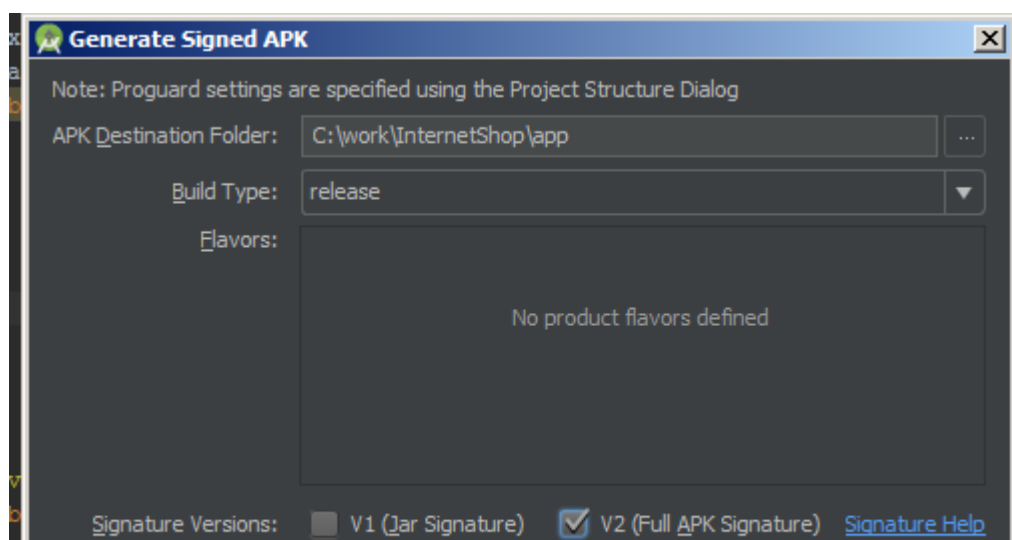 Generate Signed APK
Note: Proguard settings are specified using the Project Structure Dialog
APK Destination Folder: C:\work\InternetShop\app ...
Build Type: release
Flavors:
No product flavors defined
Signature Versions: V1 (Jar Signature) V2 (Full APK Signature) Signature Help